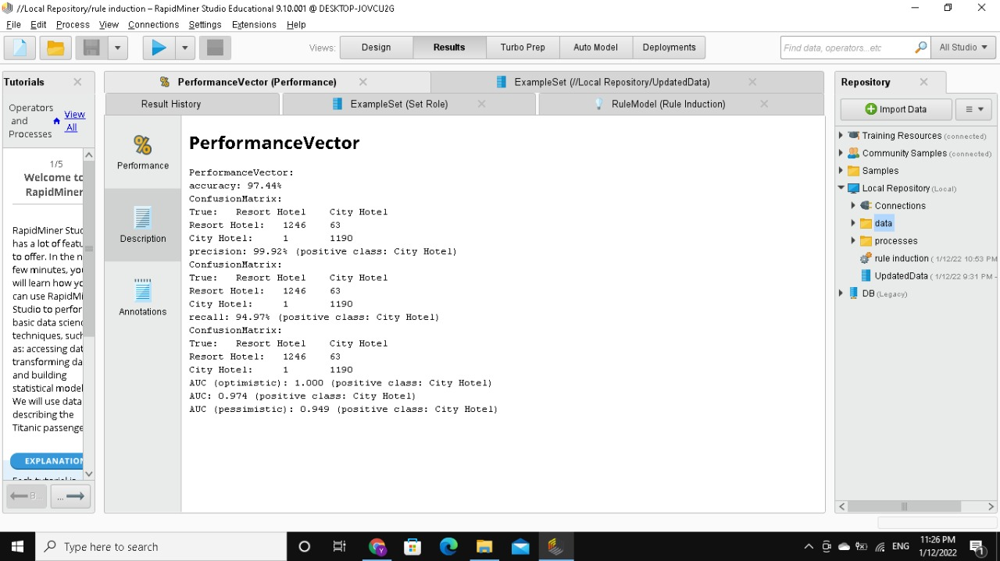 //Local Repository/rule induction – RapidMiner Studio Educational 9.10.001 @ DESKTOP-JOVCU2G
File Edit Process View Connections Settings Extensions Help
Views: Design Results Turbo Prep Auto Model Deployments
Find data, operators...etc
All Studio
Tutorials
Operators and Processes
View All
1/5
Welcome to
RapidMiner
RapidMiner Stud
has a lot of featu
to offer. In the n
few minutes, you
will learn how yo
can use RapidMi
Studio to perfor
basic data scienc
techniques, such
as: accessing dat
transforming da
and building
statistical model
We will use data
describing the
Titanic passenge
EXPLANATION
B...
...
PerformanceVector (Performance)
ExampleSet (//Local Repository/UpdatedData)
Result History
ExampleSet (Set Role)
RuleModel (Rule Induction)
%
Performance
Description
Annotations
PerformanceVector
PerformanceVector:
accuracy: 97.44%
ConfusionMatrix:
True: Resort Hotel City Hotel
Resort Hotel: 1246 63
City Hotel: 1 1190
precision: 99.92% (positive class: City Hotel)
ConfusionMatrix:
True: Resort Hotel City Hotel
Resort Hotel: 1246 63
City Hotel: 1 1190
recall: 94.97% (positive class: City Hotel)
ConfusionMatrix:
True: Resort Hotel City Hotel
Resort Hotel: 1246 63
City Hotel: 1 1190
AUC (optimistic): 1.000 (positive class: City Hotel)
AUC: 0.974 (positive class: City Hotel)
AUC (pessimistic): 0.949 (positive class: City Hotel)
Repository
Import Data
Training Resources (connected)
Community Samples (connected)
Samples
Local Repository (Local)
Connections
data
processes
rule induction ( 1/12/22 10:53 PM
UpdatedData ( 1/12/22 9:31 PM -
DB (Legacy)
Type here to search
ENG
11:26 PM
1/12/2022
1